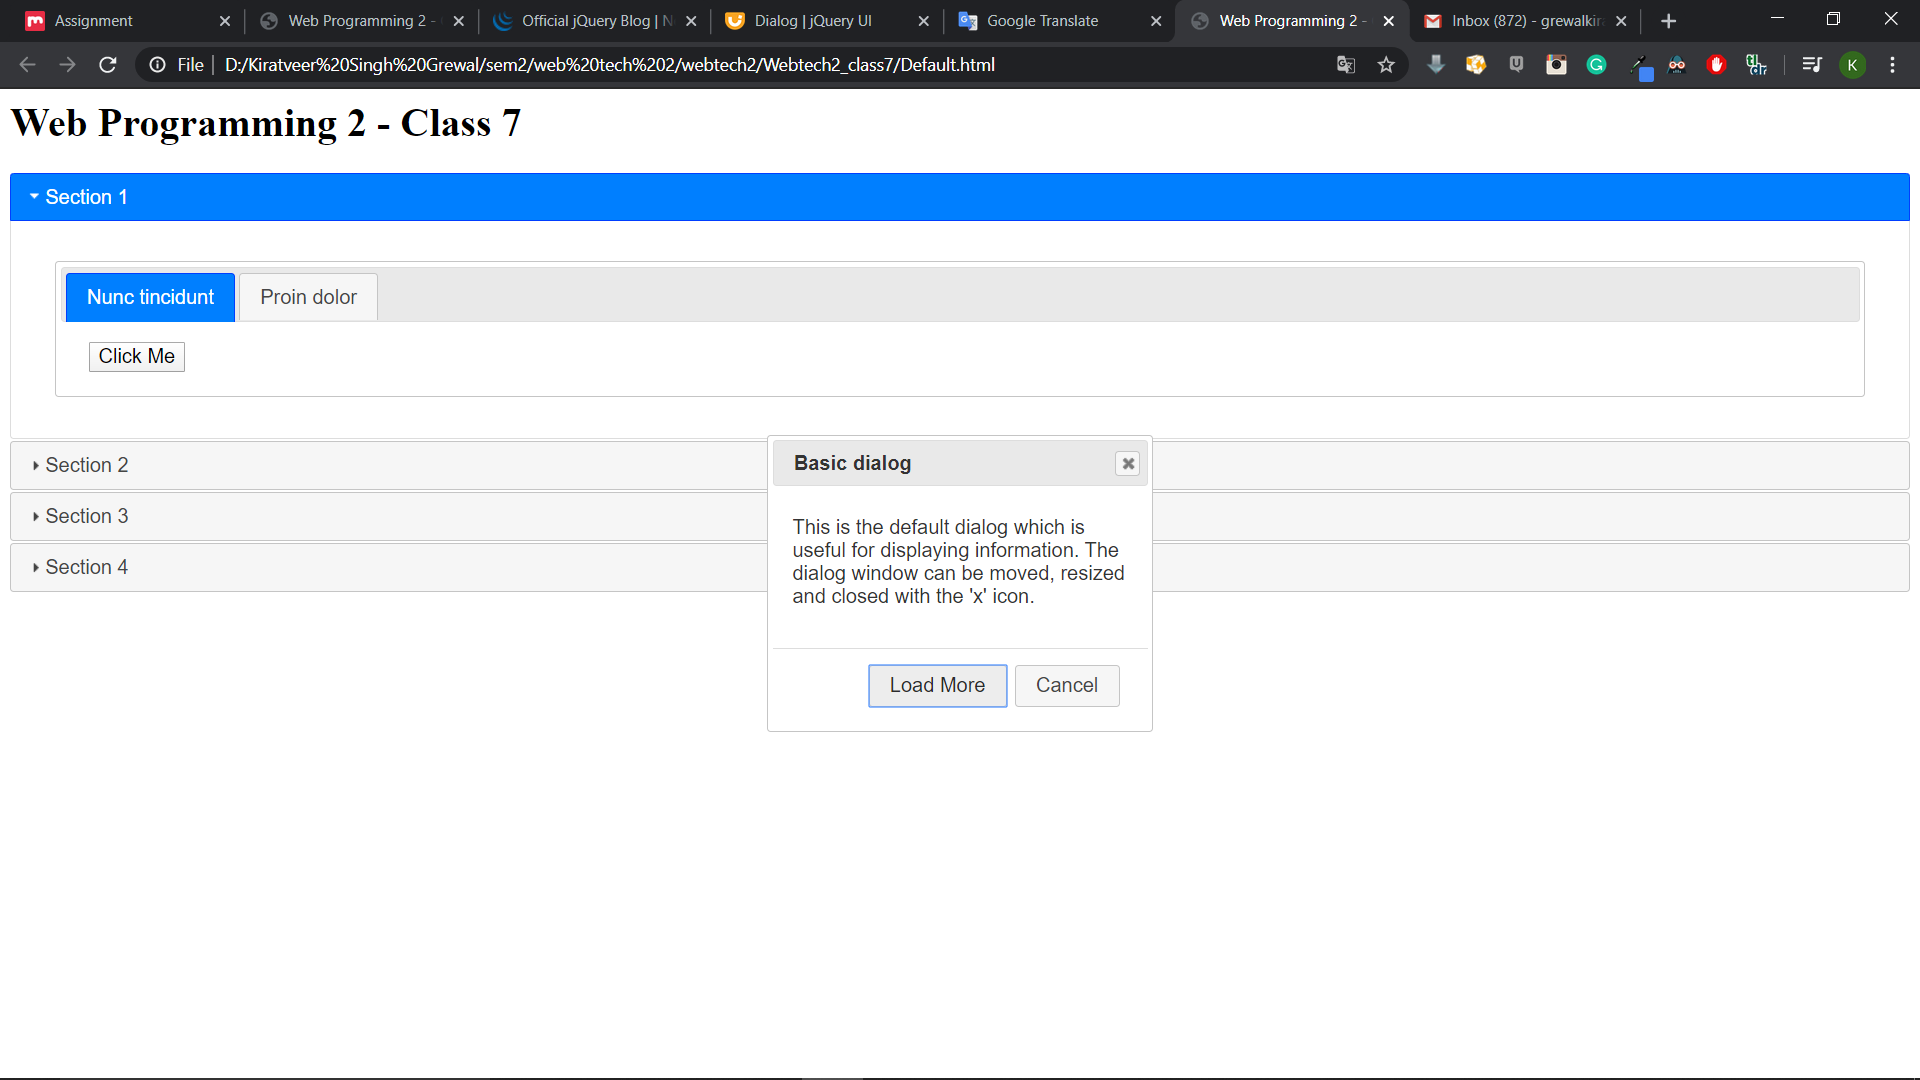 Assignment
Web Programming 2 -
Official jQuery Blog | N
Dialog | jQuery UI
Google Translate
Web Programming 2 -
Inbox (872) - grewalkira
File
D:/Kiratveer%20Singh%20Grewal/sem2/web%20tech%202/webtech2/Webtech2_class7/Default.html
K
Web Programming 2 - Class 7
Section 1
Nunc tincidunt
Proin dolor
Click Me
Section 2
Section 3
Section 4
Basic dialog
This is the default dialog which is
useful for displaying information. The
dialog window can be moved, resized
and closed with the 'x' icon.
Load More
Cancel